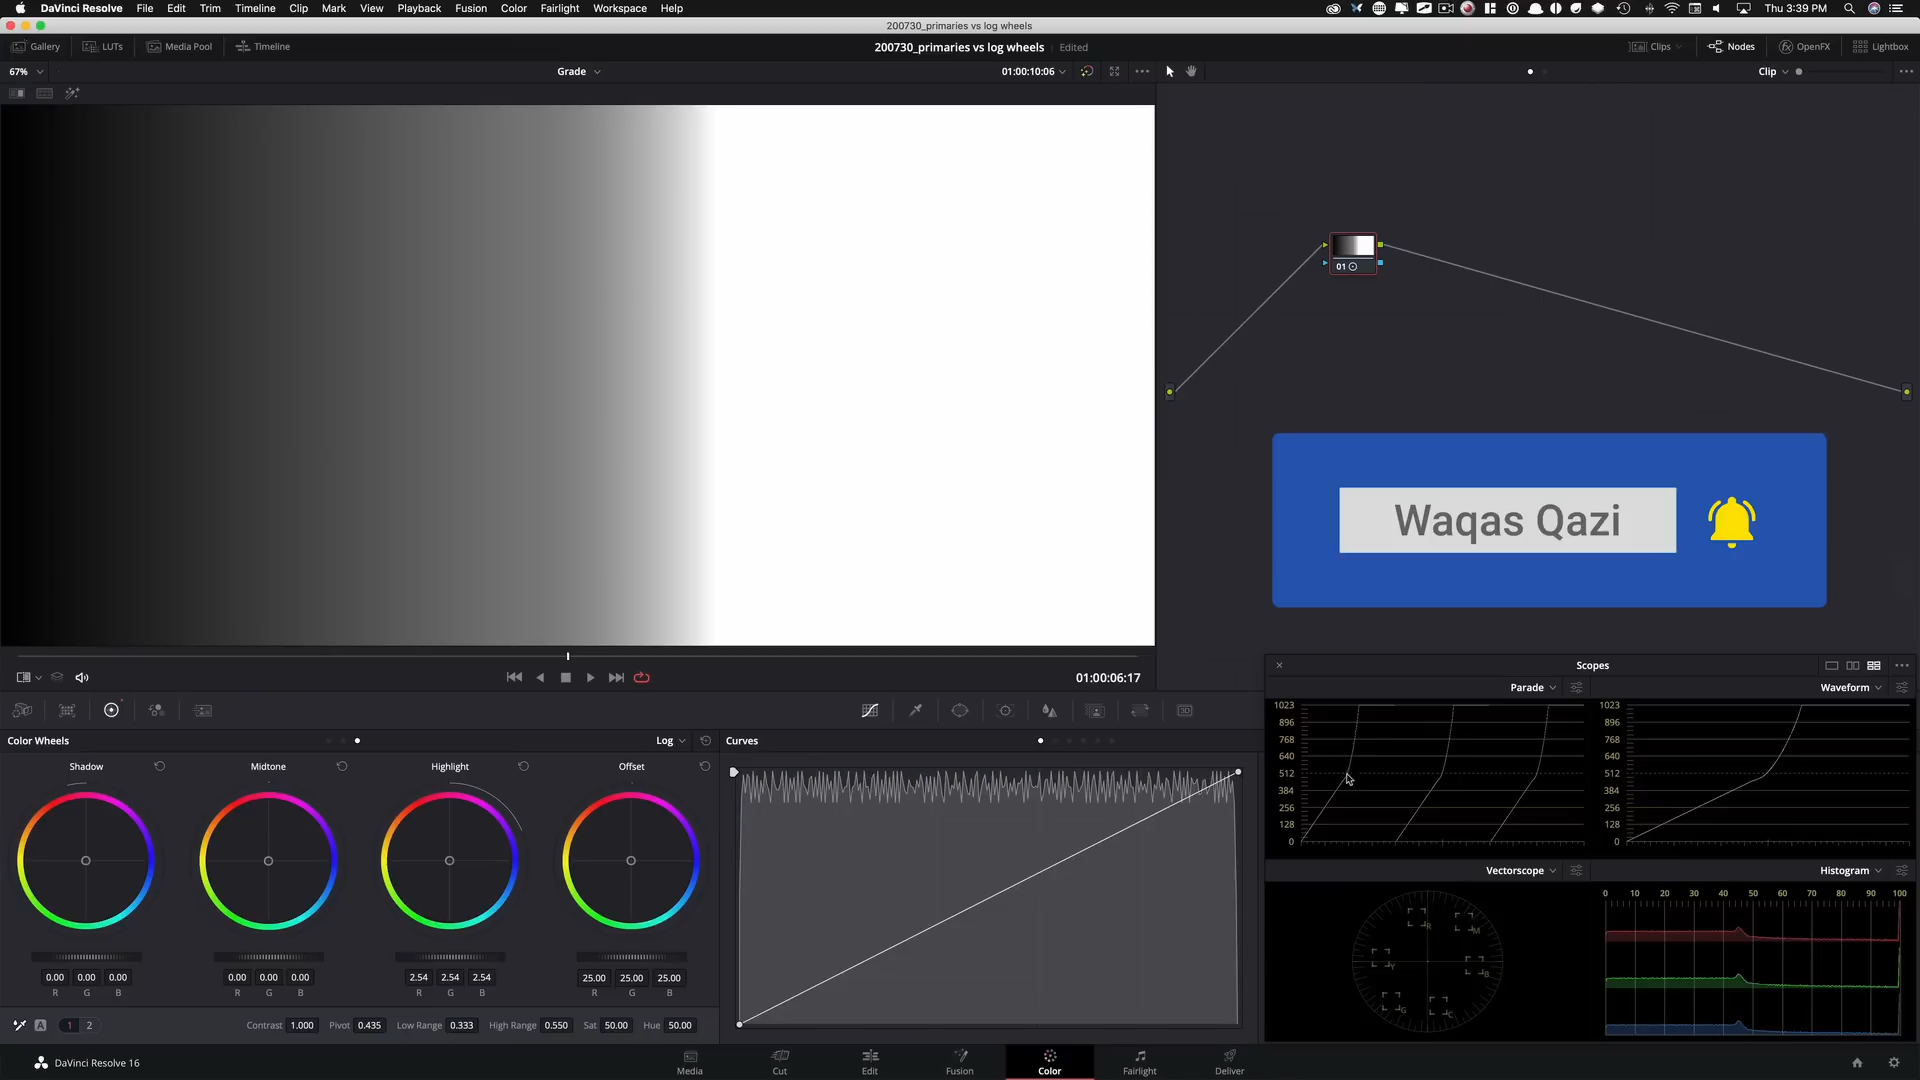 DaVinci Resolve File Edit Trim Timeline Clip Mark View Playback Fusion Color Fairlight Workspace Help Thu 3:39 PM
200730_primaries vs log wheels
Gallery LUTs Media Pool Timeline 200730_primaries vs log wheels Edited Clips Nodes OpenFX Lightbox
67% Grade 01:00:10:06 Clip
01
Waqas Qazi
01:00:06:17
Scopes
Parade Waveform
1023 1023
896 896
768 768
640 640
512 512
384 384
256 256
128 128
0 0
Color Wheels Log Curves
Shadow Midtone Highlight Offset
0.00 0.00 0.00 0.00 0.00 0.00 2.54 2.54 2.54 25.00 25.00 25.00
R G B R G B R G B R G B
A 1 2 Contrast 1.000 Pivot 0.435 Low Range 0.333 High Range 0.550 Sat 50.00 Hue 50.00
Vectorscope Histogram
R M B C G Y
0 10 20 30 40 50 60 70 80 90 100
DaVinci Resolve 16 Media Cut Edit Fusion Color Fairlight Deliver